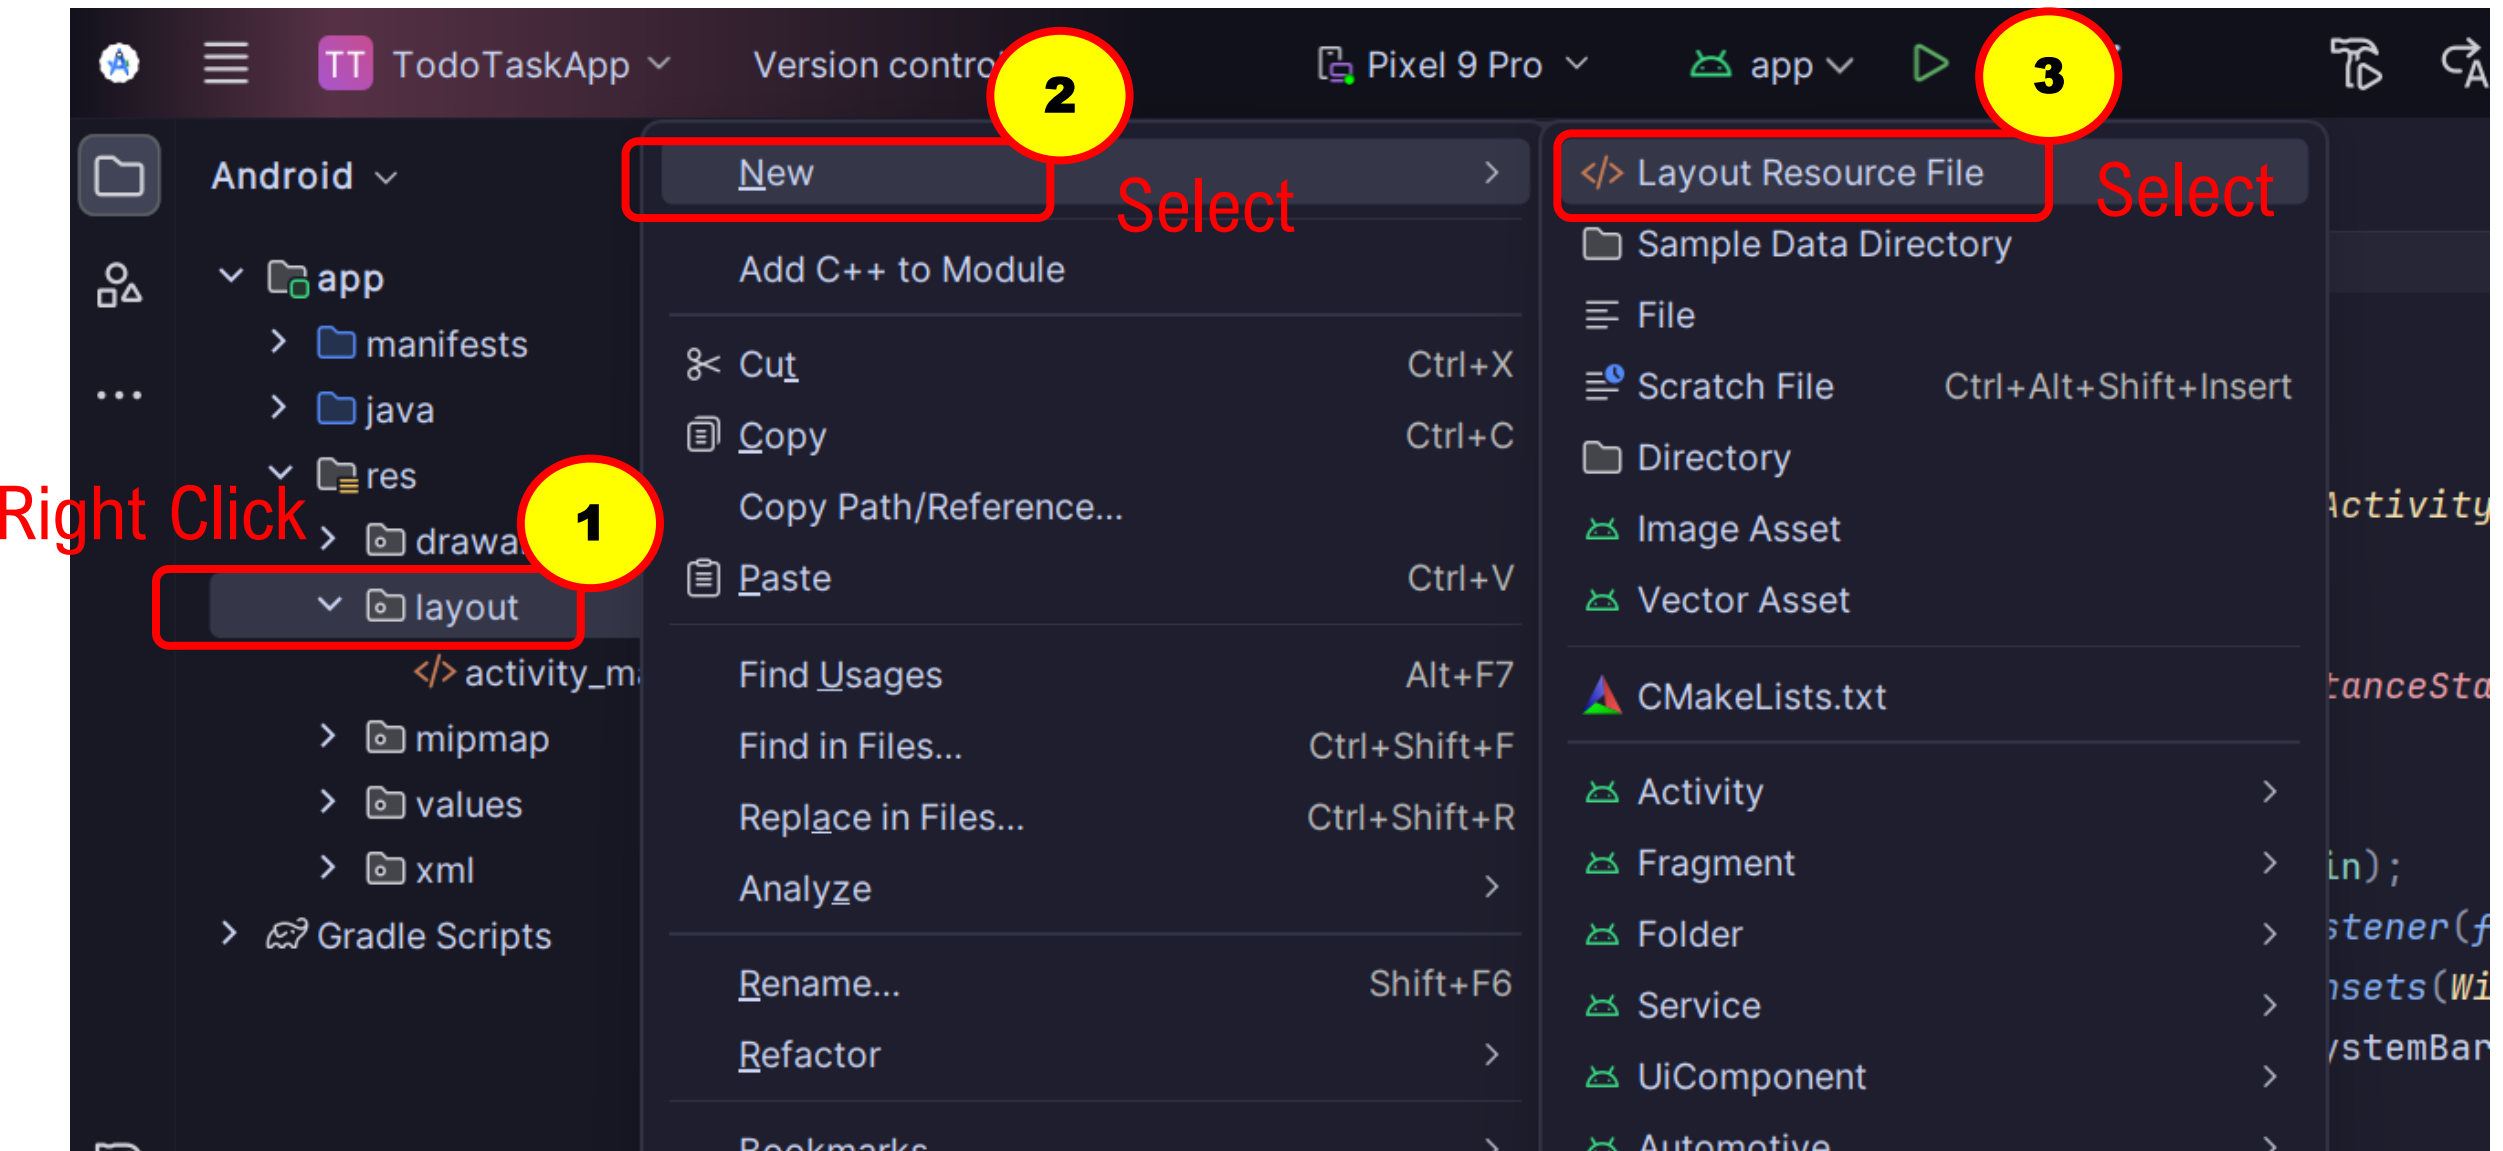 TT TodoTaskApp Version contro Pixel 9 Pro app
2
3
Android
New
Select
Layout Resource File
Select
app
manifests
java
res
Right Click
1
layout
mipmap
values
xml
Gradle Scripts
Add C++ to Module
Cut Ctrl+X
Copy Ctrl+C
Copy Path/Reference...
Paste Ctrl+V
Find Usages Alt+F7
Find in Files... Ctrl+Shift+F
Replace in Files... Ctrl+Shift+R
Analyze
Rename... Shift+F6
Refactor
Bookmarks
Sample Data Directory
File
Scratch File Ctrl+Alt+Shift+Insert
Directory
Image Asset
Vector Asset
CMakeLists.txt
Activity
Fragment
Folder
Service
UiComponent
Automotive
Activity
in);
stener(f
nsets(Wi
ystemBar